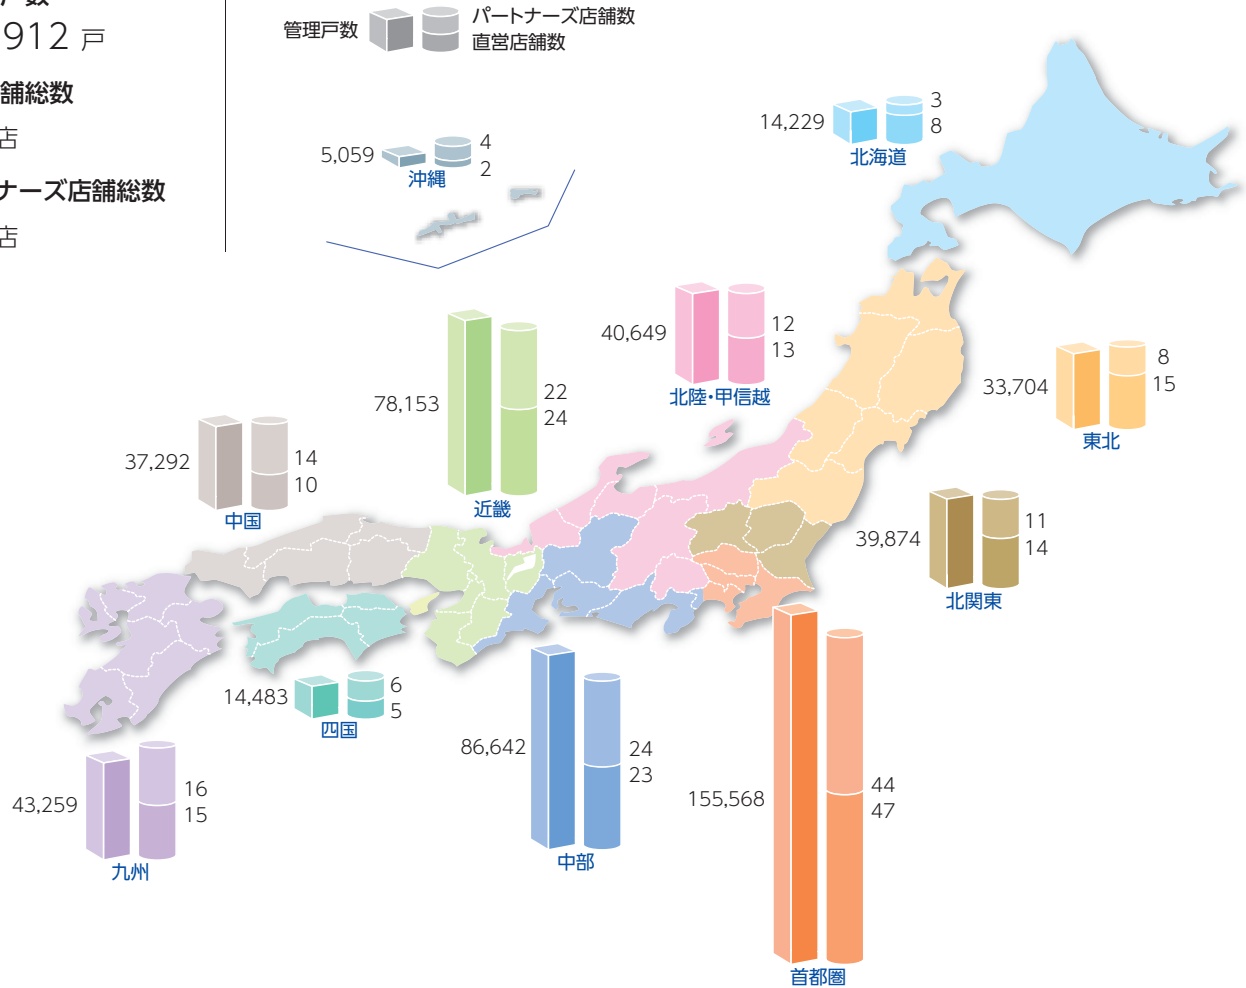 戸数
912 戸
舗総数
店
ナーズ店舗総数
店
管理戸数
パートナーズ店舗数
直営店舗数
5,059
4
2
沖縄
14,229
3
8
北海道
40,649
12
13
北陸・甲信越
33,704
8
15
東北
78,153
22
24
近畿
37,292
14
10
中国
39,874
11
14
北関東
14,483
6
5
四国
86,642
24
23
中部
155,568
44
47
首都圏
43,259
16
15
九州